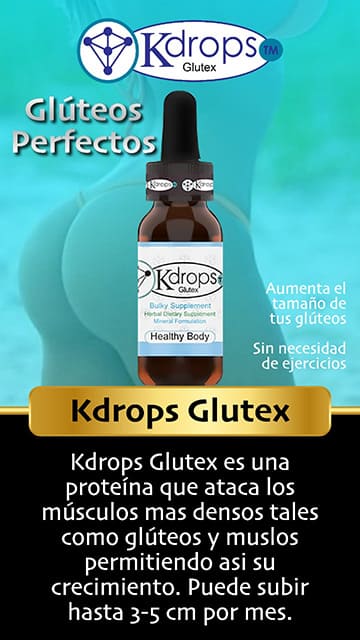 Kdrops TM
Glutex
Glúteos
Perfectos
Kdrops
Kdrops
Glutex
Bulky Supplement
Herbal Dietary Supplement
Mineral Formulation
Healthy Body
Aumenta el
tamaño de
tus glúteos
Sin necesidad
de ejercicios
Kdrops Glutex
Kdrops Glutex es una
proteína que ataca los
músculos mas densos tales
como glúteos y muslos
permitiendo asi su
crecimiento. Puede subir
hasta 3-5 cm por mes.